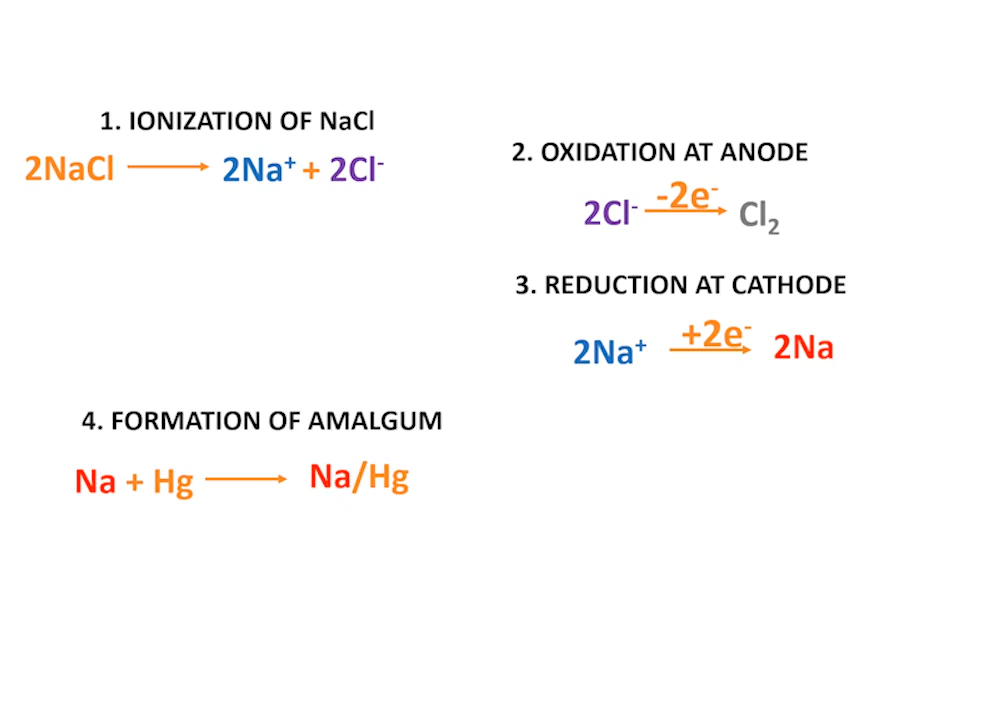 1. IONIZATION OF NaCl
2NaCl ⟶ 2Na⁺ + 2Cl⁻
2. OXIDATION AT ANODE
2Cl⁻ -2e⁻⟶ Cl₂
3. REDUCTION AT CATHODE
2Na⁺ +2e⁻⟶ 2Na
4. FORMATION OF AMALGUM
Na + Hg ⟶ Na/Hg